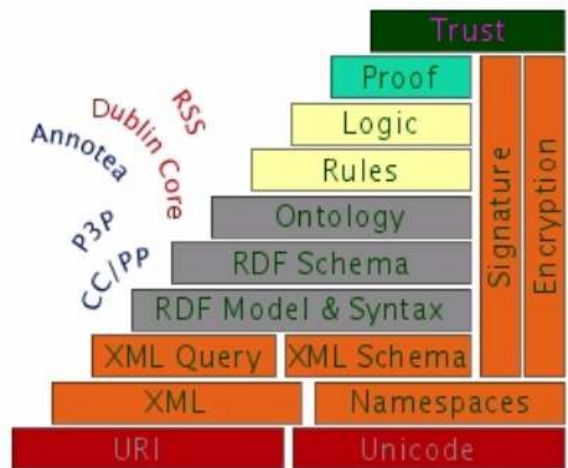 Trust
Proof
Logic
Rules
Ontology
RDF Schema
RDF Model & Syntax
XML Query
XML Schema
XML
Namespaces
URI
Unicode
Signature
Encryption
RSS
Dublin Core
Annotea
P3P
CC/PP